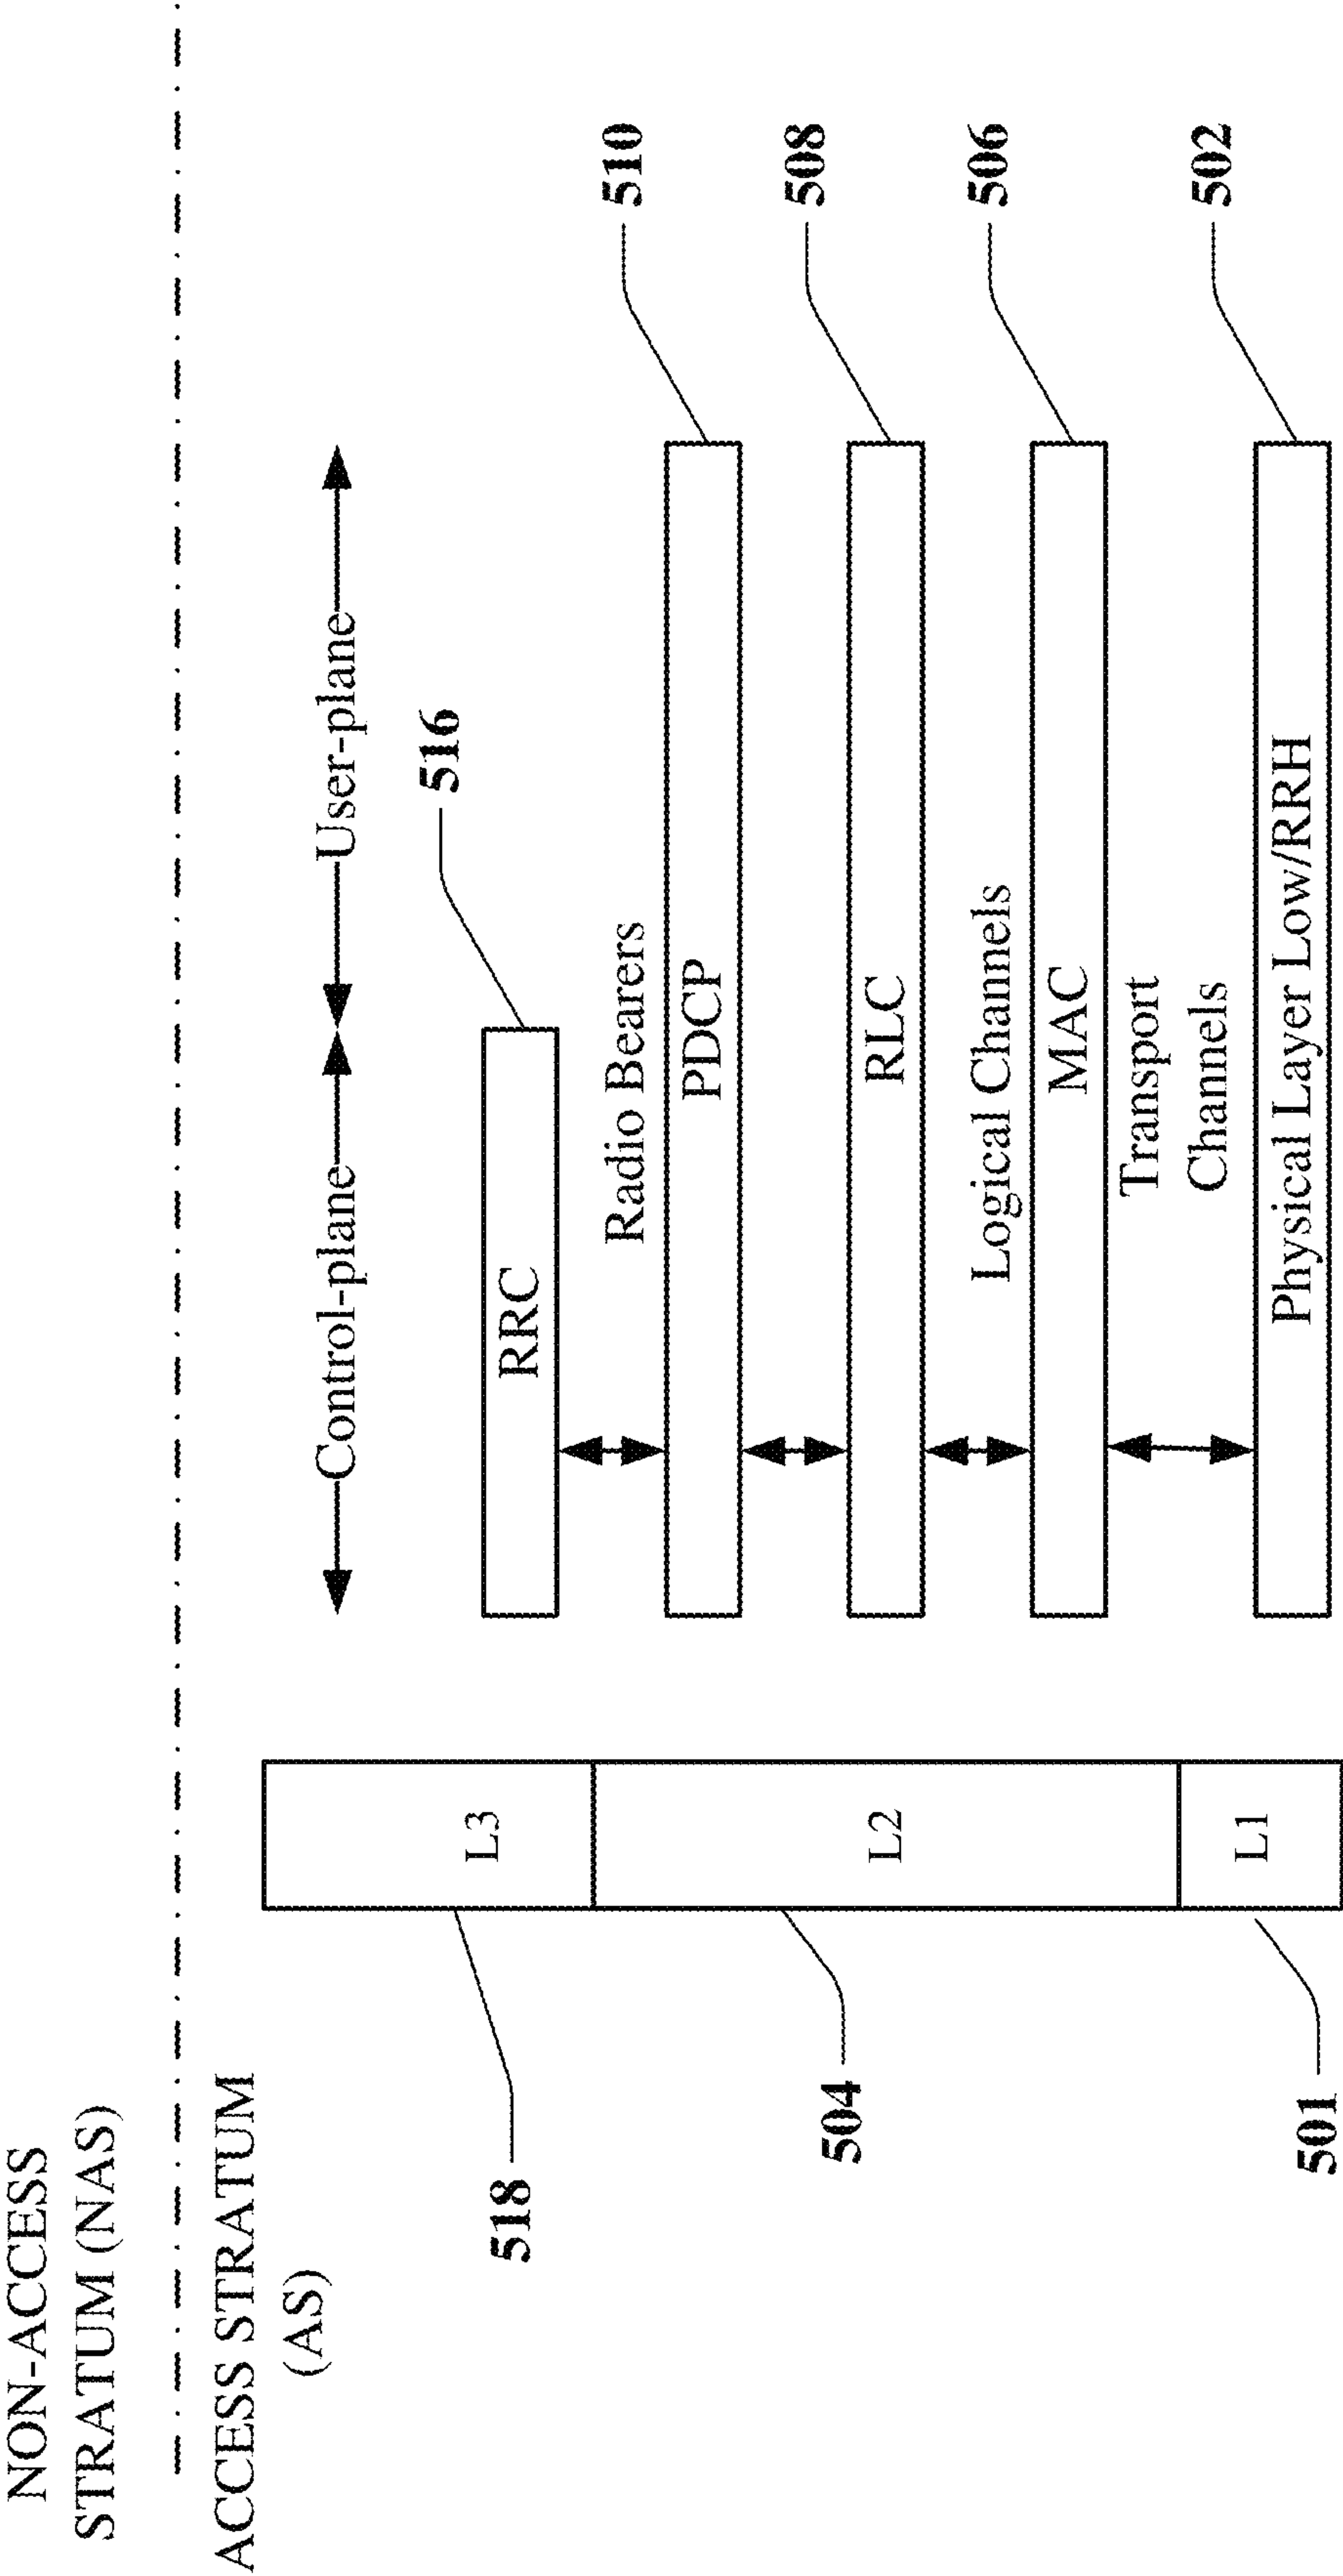 NON-ACCESS
STRATUM (NAS)
ACCESS STRATUM
(AS)
Control-plane
User-plane
516
RRC
L3
518
Radio Bearers
510
PDCP
508
RLC
L2
504
Logical Channels
506
MAC
Transport
Channels
502
Physical Layer Low/RRH
L1
501